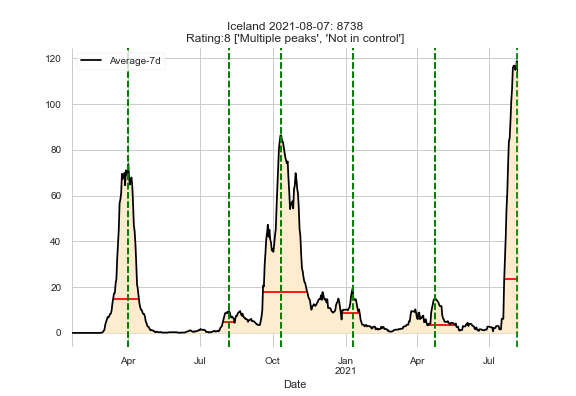 Iceland 2021-08-07: 8738
Rating:8 ['Multiple peaks', 'Not in control']
Average-7d
120
100
80
60
40
20
0
Apr Jul Oct Jan Apr Jul
2021
Date